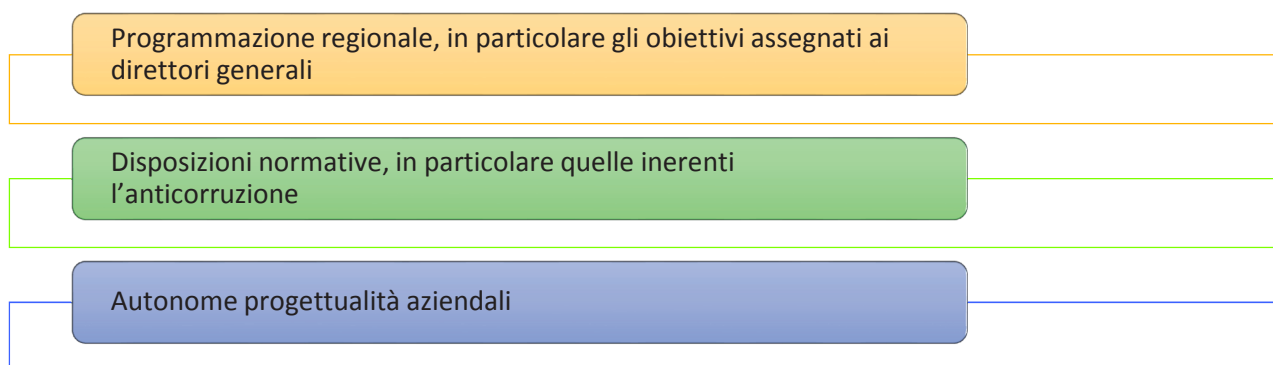 Programmazione regionale, in particolare gli obiettivi assegnati ai
direttori generali
Disposizioni normative, in particolare quelle inerenti
l’anticorruzione
Autonome progettualità aziendali